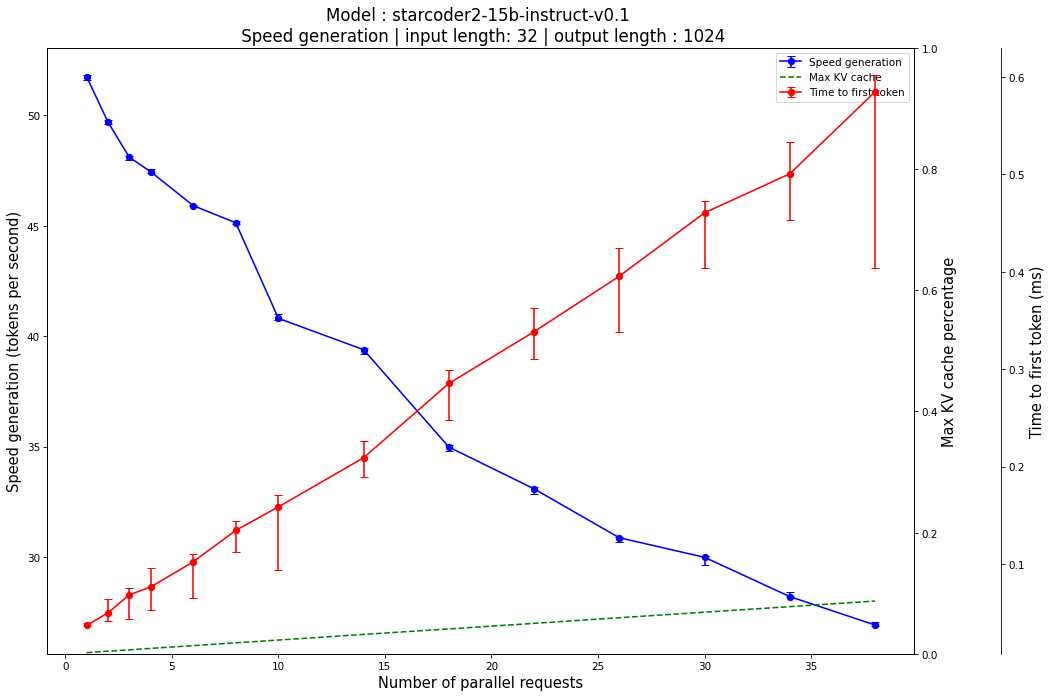 Model : starcoder2-15b-instruct-v0.1
Speed generation | input length: 32 | output length : 1024
Speed generation
Max KV cache
Time to first token
Speed generation (tokens per second)
50
45
40
35
30
0
5
10
15
20
25
30
35
Number of parallel requests
1.0
0.8
0.6
0.4
0.2
0.0
Max KV cache percentage
0.6
0.5
0.4
0.3
0.2
0.1
Time to first token (ms)